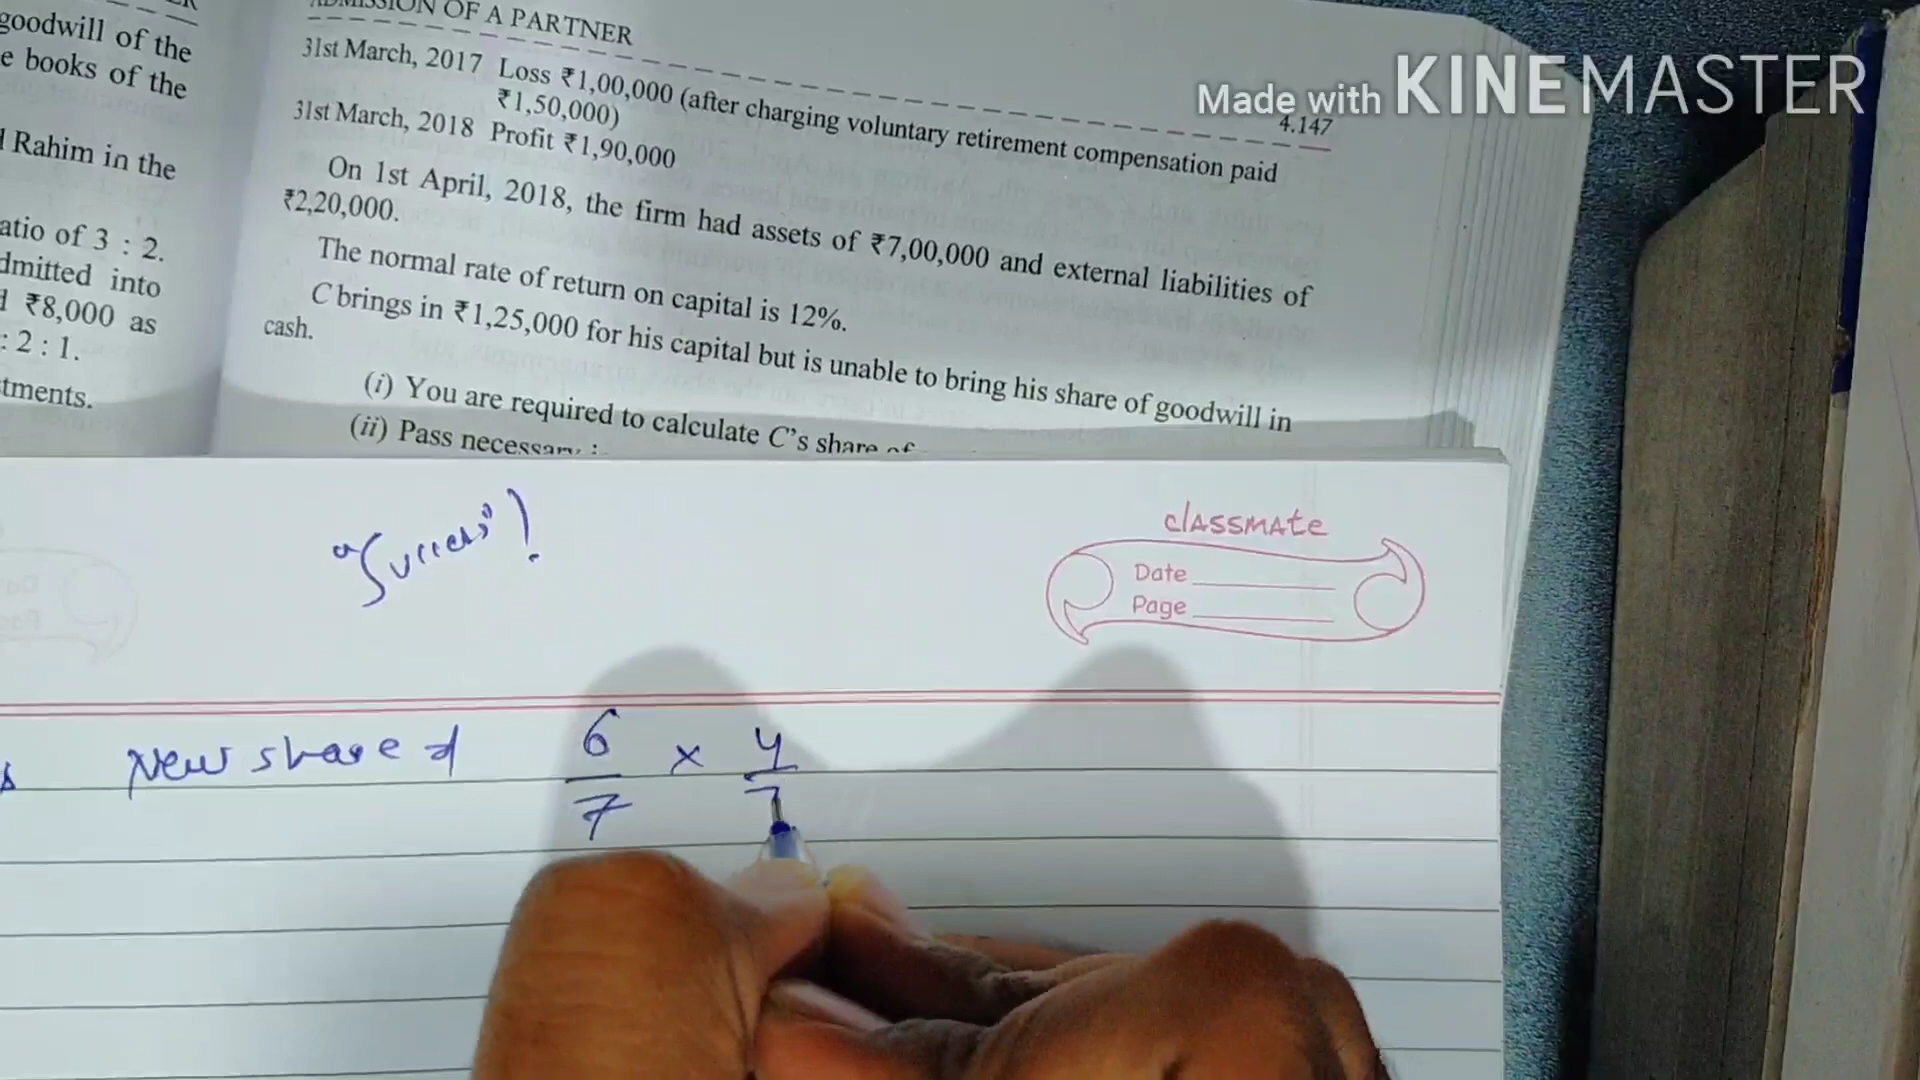 goodwill of the
e books of the
Rahim in the
atio of 3 : 2.
dmitted into
₹8,000 as
: 2 : 1.
tments.
ADMISSION OF A PARTNER
4.147
31st March, 2017 Loss ₹1,00,000 (after charging voluntary retirement compensation paid
₹1,50,000)
31st March, 2018 Profit ₹1,90,000
On 1st April, 2018, the firm had assets of ₹7,00,000 and external liabilities of
₹2,20,000.
The normal rate of return on capital is 12%.
C brings in ₹1,25,000 for his capital but is unable to bring his share of goodwill in
cash.
(i) You are required to calculate C's share of
(ii) Pass necessary
Made with KINEMASTER
"Success"!
classmate
Date
Page
New share of 6/7 × 4/7